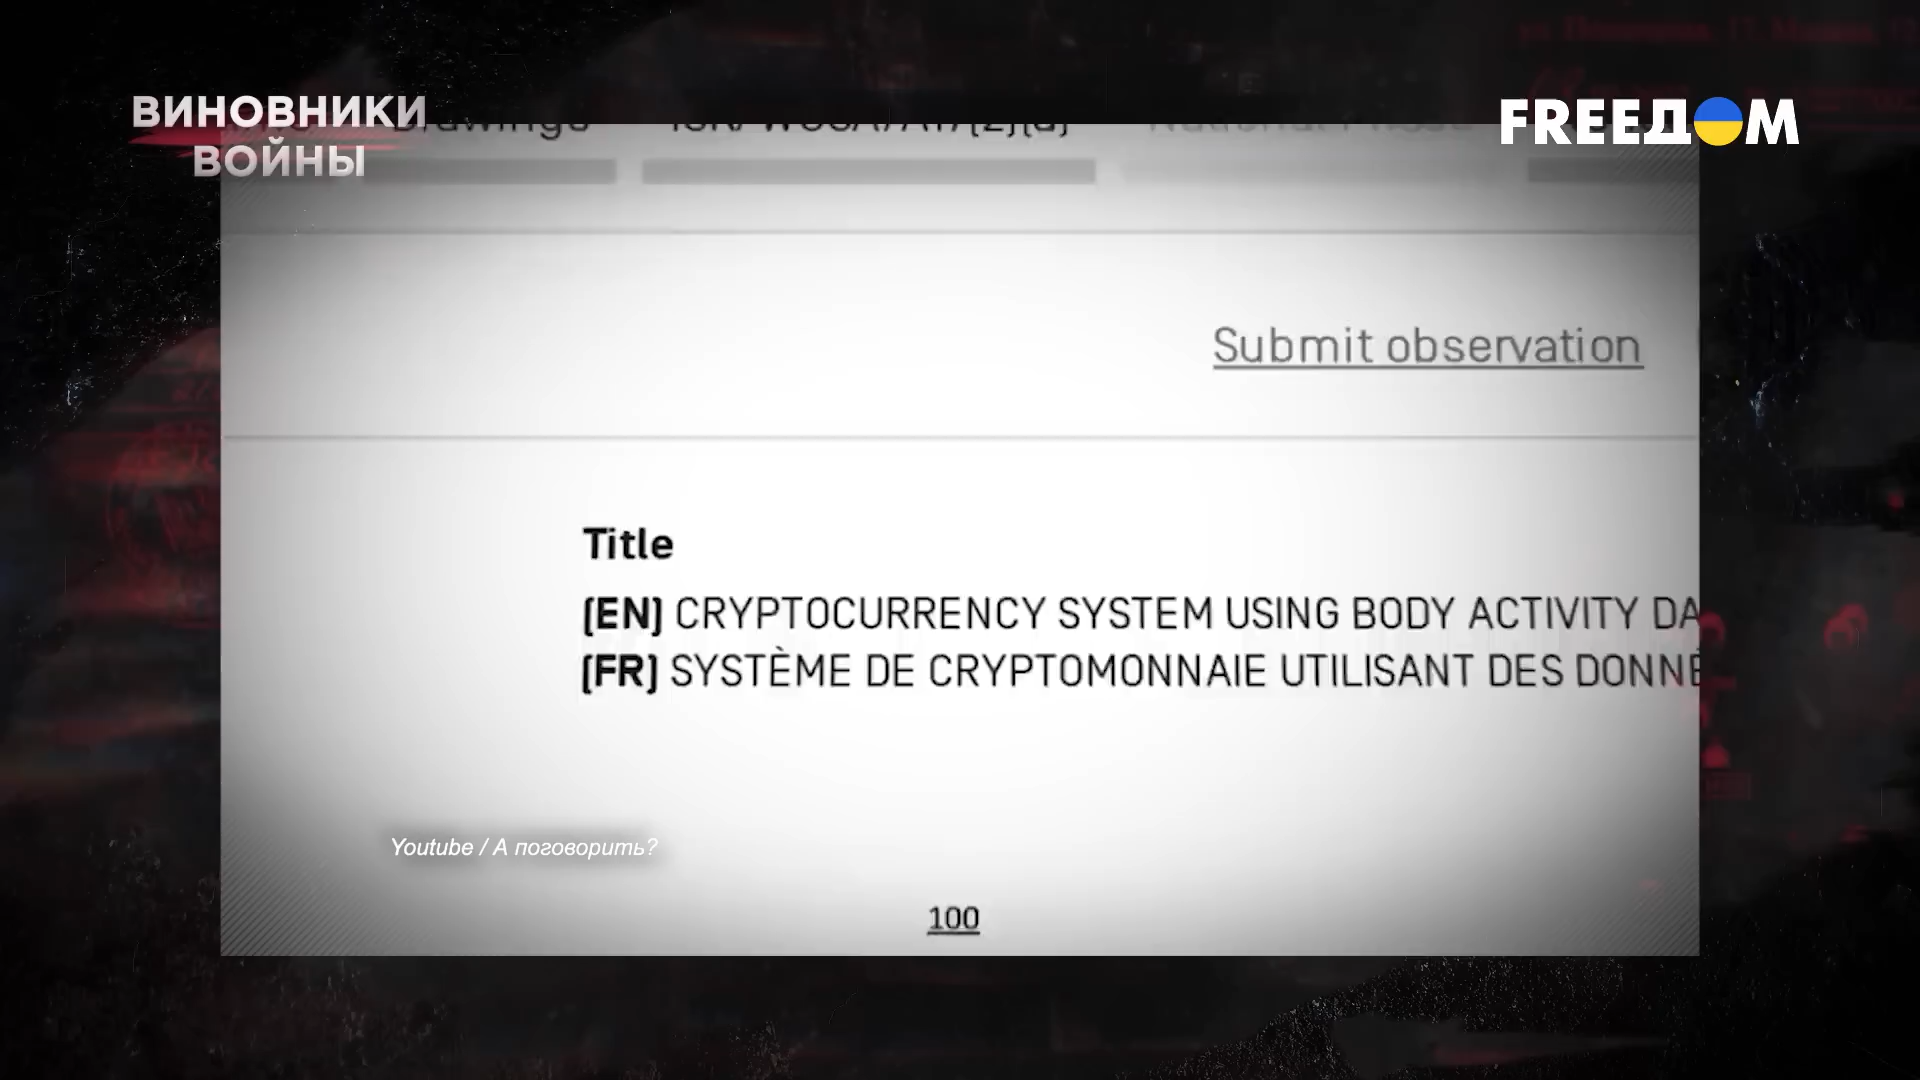 ВИНОВНИКИ
ВОЙНЫ
FREEДOM
Drawings
Submit observation
Title
(EN) CRYPTOCURRENCY SYSTEM USING BODY ACTIVITY DA
(FR) SYSTÈME DE CRYPTOMONNAIE UTILISANT DES DONNÉ
Youtube / А поговорить?
100